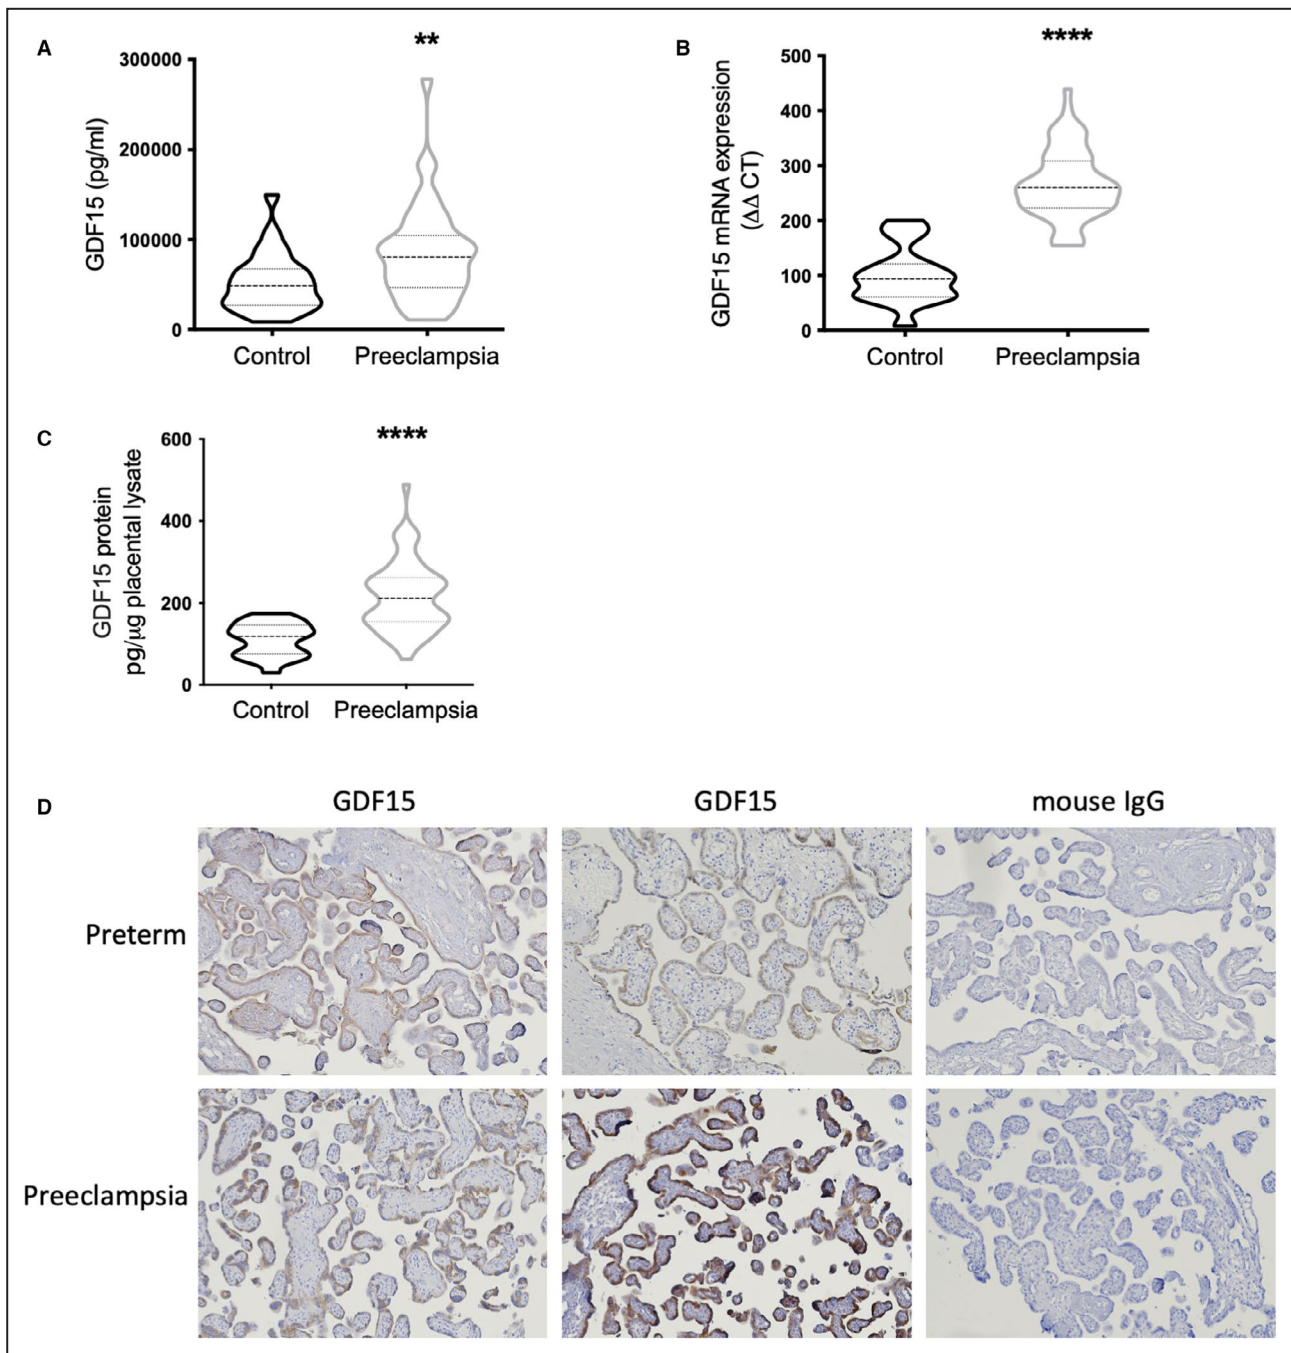 A
**
GDF15 (pg/ml)
300000
200000
100000
0
Control
Preeclampsia
B
****
GDF15 mRNA expression
(ΔΔ CT)
500
400
300
200
100
0
Control
Preeclampsia
C
****
GDF15 protein
pg/μg placental lysate
600
400
200
0
Control
Preeclampsia
D
GDF15
GDF15
mouse IgG
Preterm
Preeclampsia